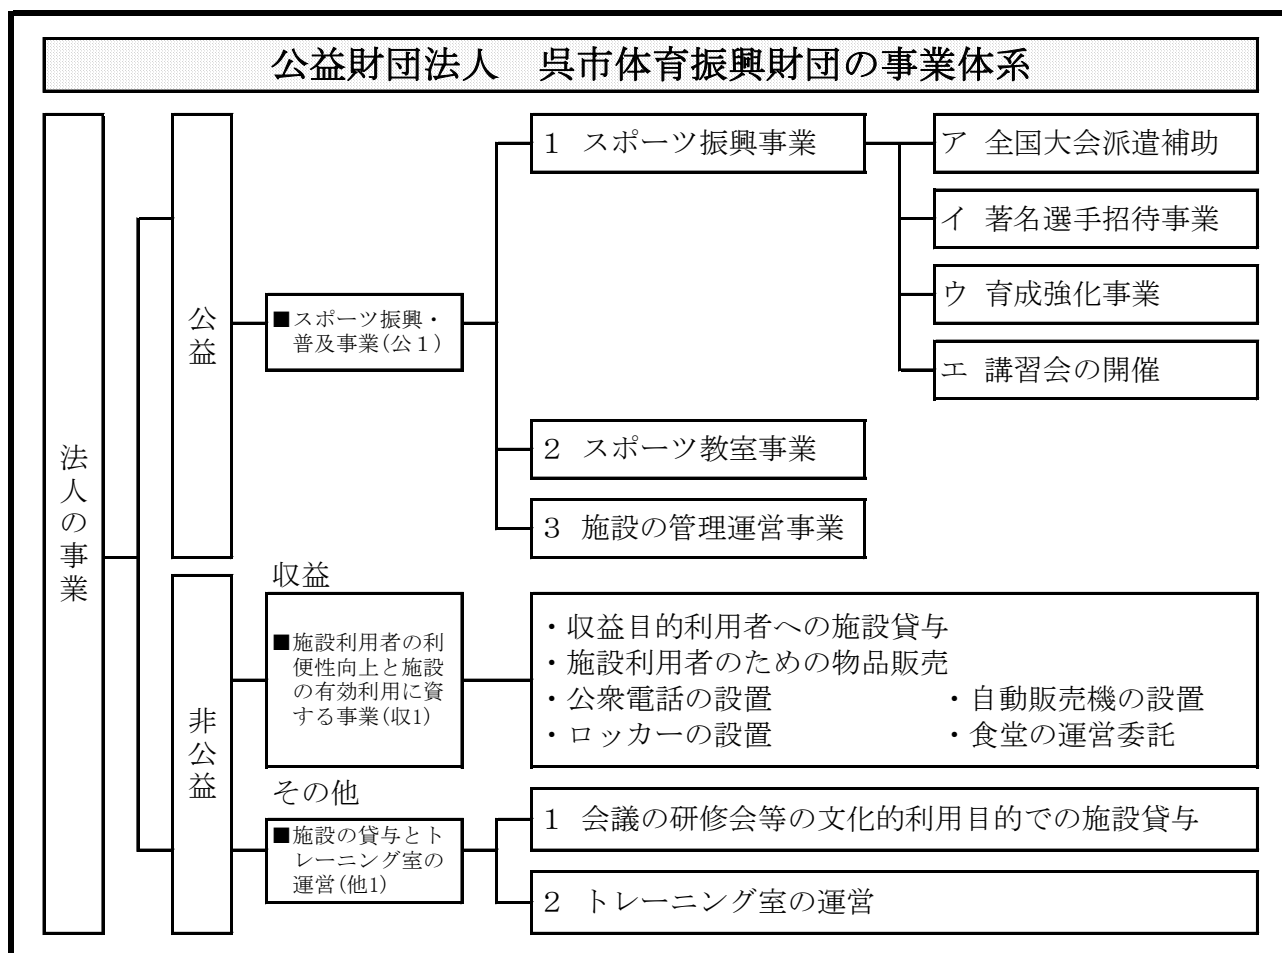 公益財団法人　呉市体育振興財団の事業体系
法人の事業
公益
■スポーツ振興・
普及事業(公１)
１ スポーツ振興事業
ア 全国大会派遣補助
イ 著名選手招待事業
ウ 育成強化事業
エ 講習会の開催
２ スポーツ教室事業
３ 施設の管理運営事業
非公益
収益
■施設利用者の利
便性向上と施設
の有効利用に資
する事業(収1)
・収益目的利用者への施設貸与
・施設利用者のための物品販売
・公衆電話の設置　・自動販売機の設置
・ロッカーの設置　・食堂の運営委託
その他
■施設の貸与とト
レーニング室の
運営(他1)
１ 会議の研修会等の文化的利用目的での施設貸与
２ トレーニング室の運営